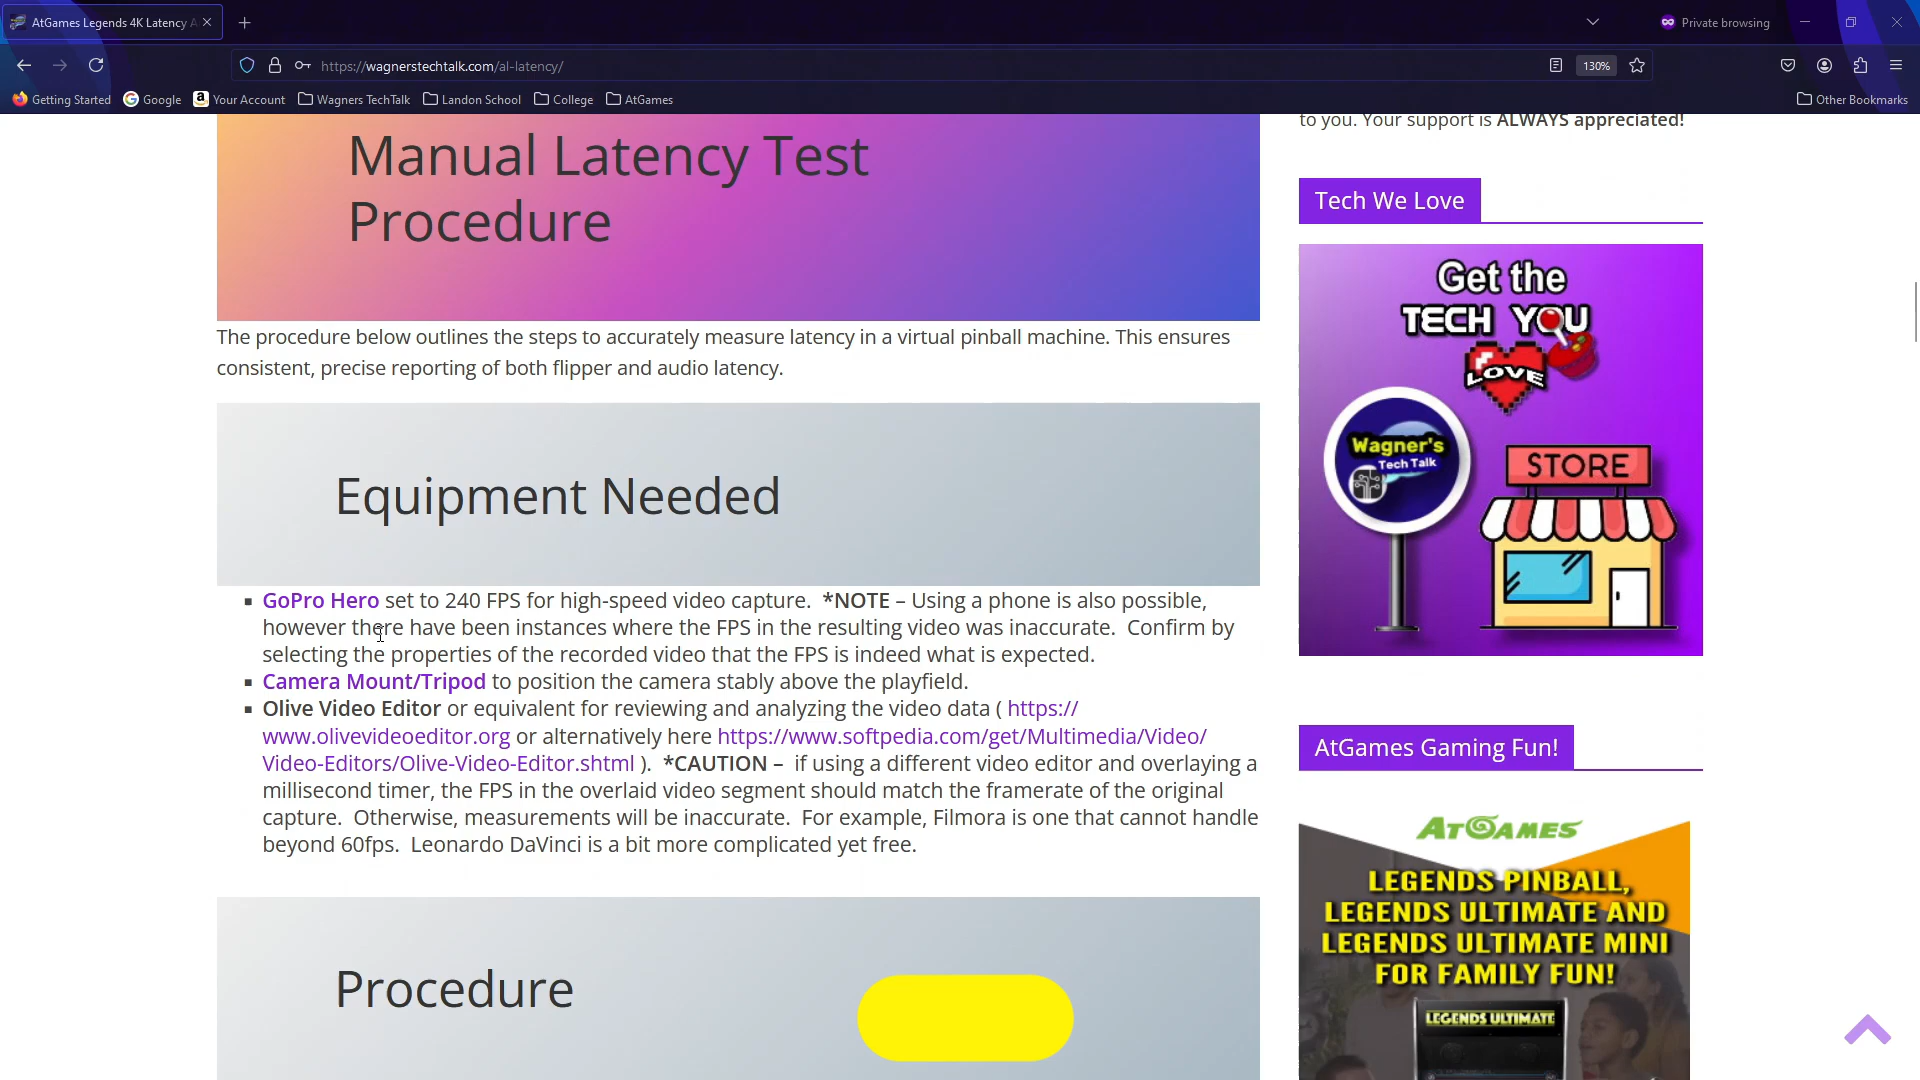 AtGames Legends 4K Latency A
Private browsing
https://wagnerstechtalk.com/al-latency/
130%
Getting Started
Google
Your Account
Wagners TechTalk
Landon School
College
AtGames
Other Bookmarks
Manual Latency Test
Procedure
The procedure below outlines the steps to accurately measure latency in a virtual pinball machine. This ensures
consistent, precise reporting of both flipper and audio latency.
Equipment Needed
GoPro Hero set to 240 FPS for high-speed video capture. *NOTE – Using a phone is also possible,
however there have been instances where the FPS in the resulting video was inaccurate. Confirm by
selecting the properties of the recorded video that the FPS is indeed what is expected.
Camera Mount/Tripod to position the camera stably above the playfield.
Olive Video Editor or equivalent for reviewing and analyzing the video data ( https://
www.olivevideoeditor.org or alternatively here https://www.softpedia.com/get/Multimedia/Video/
Video-Editors/Olive-Video-Editor.shtml ). *CAUTION – if using a different video editor and overlaying a
millisecond timer, the FPS in the overlaid video segment should match the framerate of the original
capture. Otherwise, measurements will be inaccurate. For example, Filmora is one that cannot handle
beyond 60fps. Leonardo DaVinci is a bit more complicated yet free.
Procedure
to you. Your support is ALWAYS appreciated!
Tech We Love
Get the
TECH YOU
LOVE
Wagner's
Tech Talk
STORE
AtGames Gaming Fun!
ATGAMES
LEGENDS PINBALL,
LEGENDS ULTIMATE AND
LEGENDS ULTIMATE MINI
FOR FAMILY FUN!
LEGENDS ULTIMATE